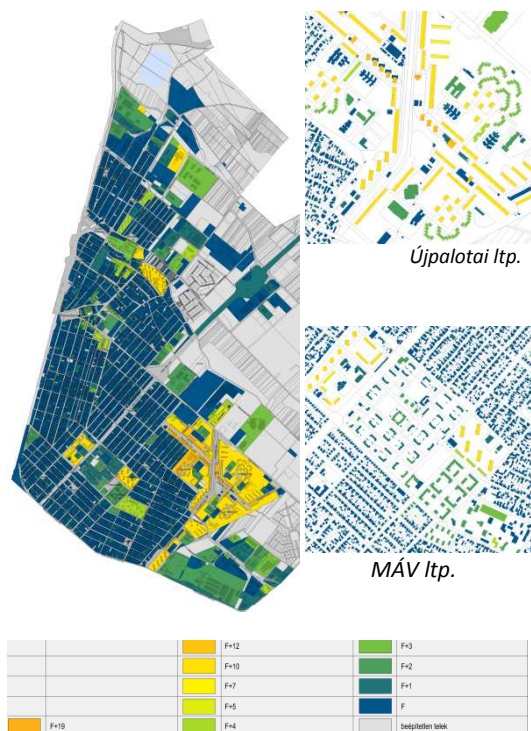 Újpalotai ltp.
MÁV ltp.
F+12 F+3
F+10 F+2
F+7 F+1
F+5 F
F+19 F+4 beépítetlen telek